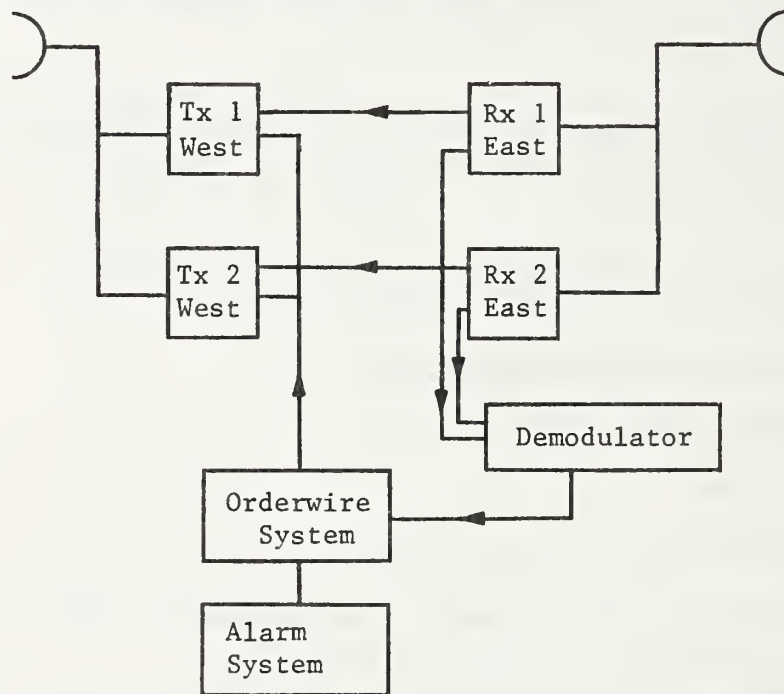 Tx 1
West
Rx 1
East
Tx 2
West
Rx 2
East
Demodulator
Orderwire
System
Alarm
System